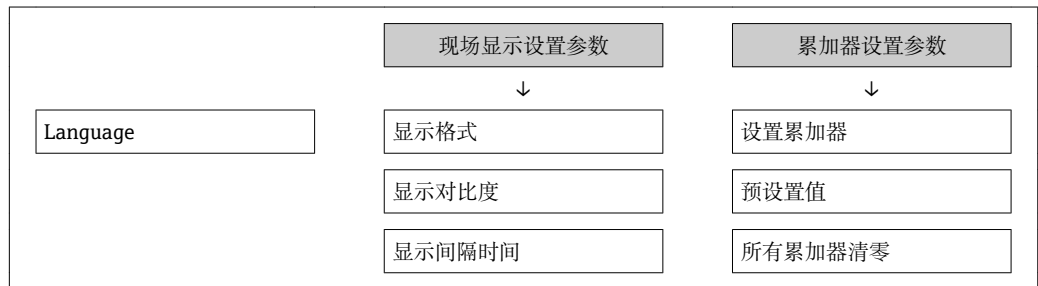 现场显示设置参数
累加器设置参数
↓
↓
Language
显示格式
设置累加器
显示对比度
预设置值
显示间隔时间
所有累加器清零